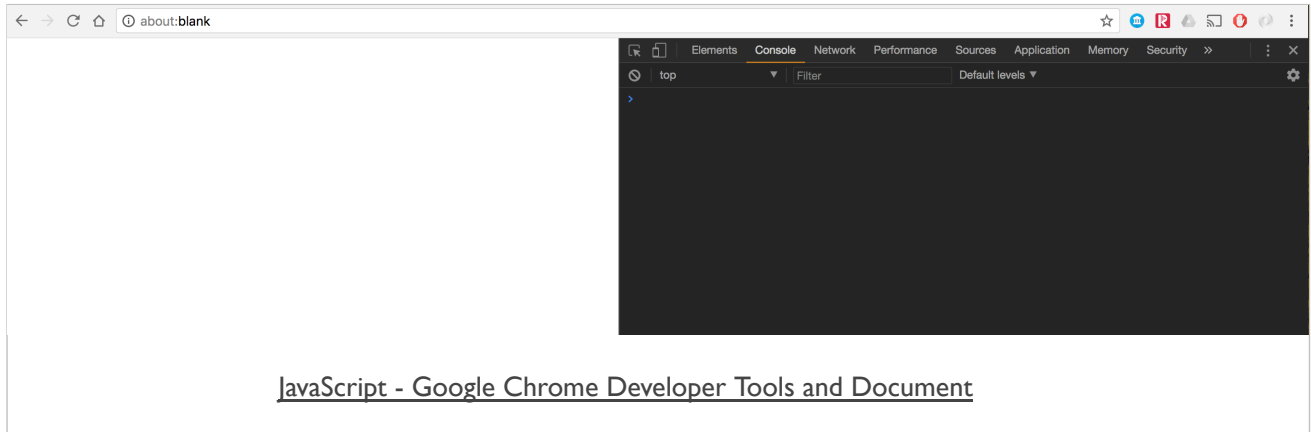 about:blank
Elements Console Network Performance Sources Application Memory Security »
top Filter Default levels
›
JavaScript - Google Chrome Developer Tools and Document